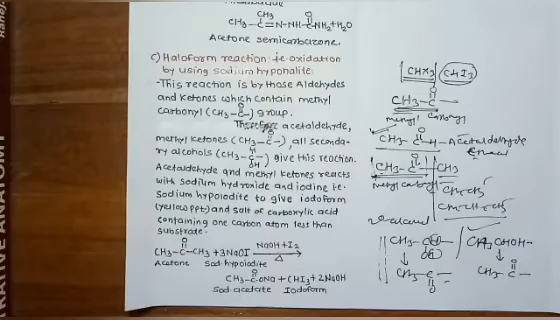 CH3
O
CH3-C=N-NH-C-NH2+H2O
Acetone semicarbazone.
c) Haloform reaction :ie.oxidation
by using sodium hypohalite:
-This reaction is by those Aldehydes
and Ketones which contain methyl
carbonyl (CH3-C-) group.
O
acetaldehyde,
methyl Ketones (CH3-C-), all seconda-
ry alcohols (CH3-C-) give this reaction.
OH
Acetaldehyde and methyl ketones reacts
with sodium hydroxide and iodine i.e.
Sodium hypoiodite to give iodoform
(yellow ppt) and salt of carboxylic acid
containing one carbon atom less than
substrate.
O
CH3-C-CH3+3NaOI NaOH+I2
△
Acetone Sod.hypoiodite
O
CH3-C-ONa+CHI3+2NaOH
Sod.acetate Iodoform
CHX3 CHI3
O
CH3-C-
methyl carbonyl
O
CH3-C-H-Acetaldehyde
O
CH3-C-CH3
methyl carbonyl
CH3-C-
CH-CHOH-
O
CH3-C-
O
CH3-C-
ANATOMY